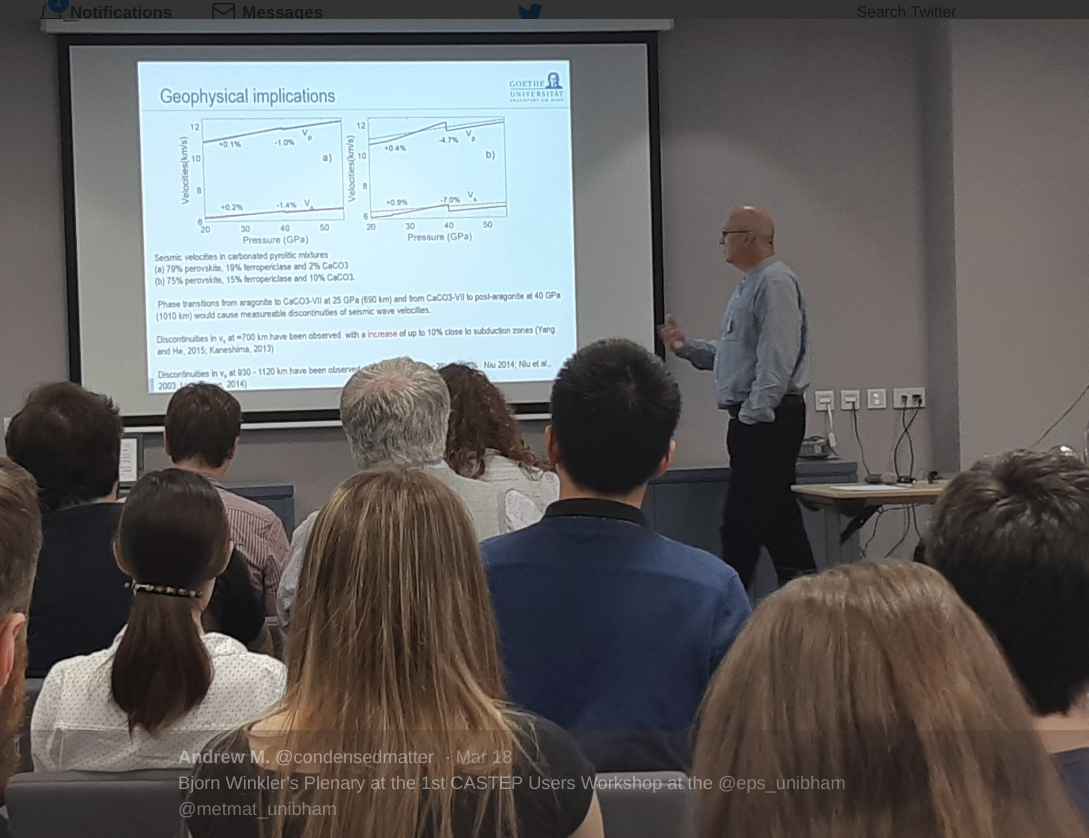 1
Notifications
Messages
Search Twitter
Geophysical implications
GOETHE
UNIVERSITÄT
12
10
8
6
Velocities(km/s)
+0.1%
-1.0%
Vp
a)
+0.2%
-1.4%
Vs
20 30 40 50
Pressure (GPa)
12
10
8
6
Velocities(km/s)
+0.4%
-4.7%
Vp
b)
+0.9%
-7.0%
Vs
20 30 40 50
Pressure (GPa)
Seismic velocities in carbonated pyrolitic mixtures
(a) 79% perovskite, 19% ferropericlase and 2% CaCO3
(b) 75% perovskite, 15% ferropericlase and 10% CaCO3.
Phase transitions from aragonite to CaCO3-VII at 25 GPa (690 km) and from CaCO3-VII to post-aragonite at 40 GPa
(1010 km) would cause measureable discontinuities of seismic wave velocities.
Discontinuities in vs at ≈700 km have been observed with a increase of up to 10% close to subduction zones (Yang
and He, 2015; Kaneshima, 2013)
Discontinuities in vs at 930 - 1120 km have been observed Niu 2014; Niu et al.,
2003; 2014)
Andrew M. @condensedmatter · Mar 18
Bjorn Winkler's Plenary at the 1st CASTEP Users Workshop at the @eps_unibham
@metmat_unibham